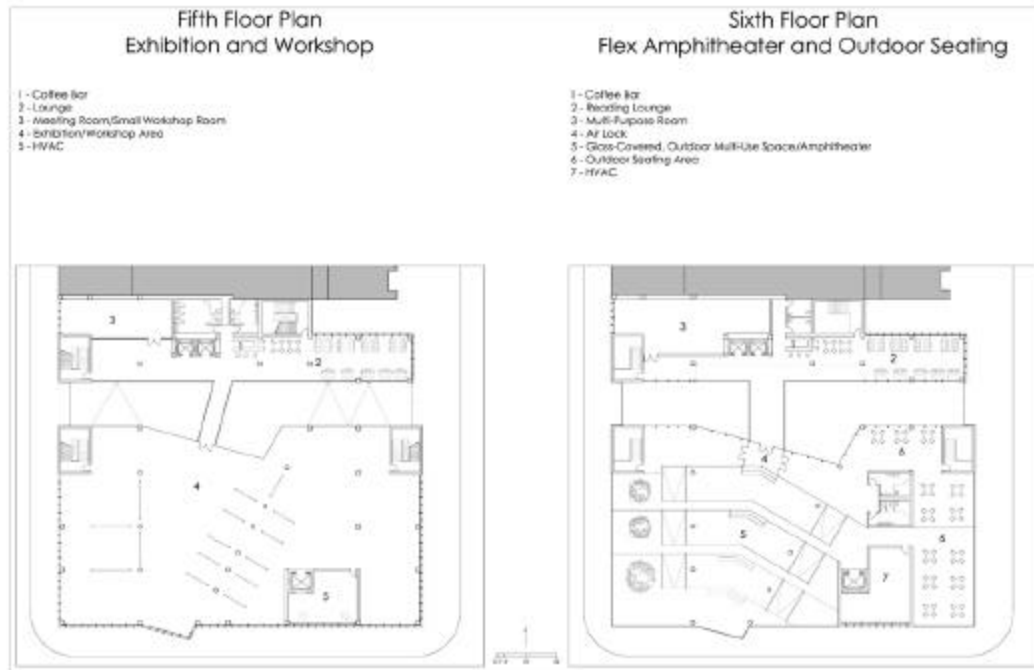 Fifth Floor Plan
Exhibition and Workshop
1 - Coffee Bar
2 - Lounge
3 - Meeting Room/Small Workshop Room
4 - Exhibition/Workshop Area
5 - HVAC
3
1
2
4
5
Sixth Floor Plan
Flex Amphitheater and Outdoor Seating
1 - Coffee Bar
2 - Reading Lounge
3 - Multi-Purpose Room
4 - Air Lock
5 - Glass-Covered, Outdoor Multi-Use Space/Amphitheater
6 - Outdoor Seating Area
7 - HVAC
3
1
2
4
6
5
6
7